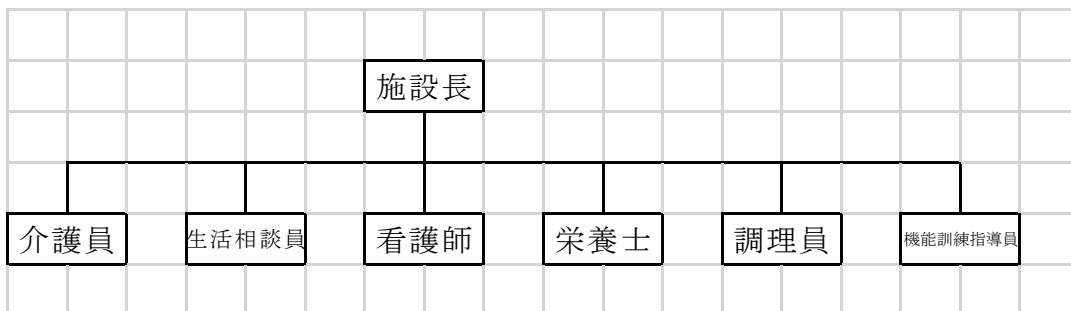 施設長
介護員
生活相談員
看護師
栄養士
調理員
機能訓練指導員